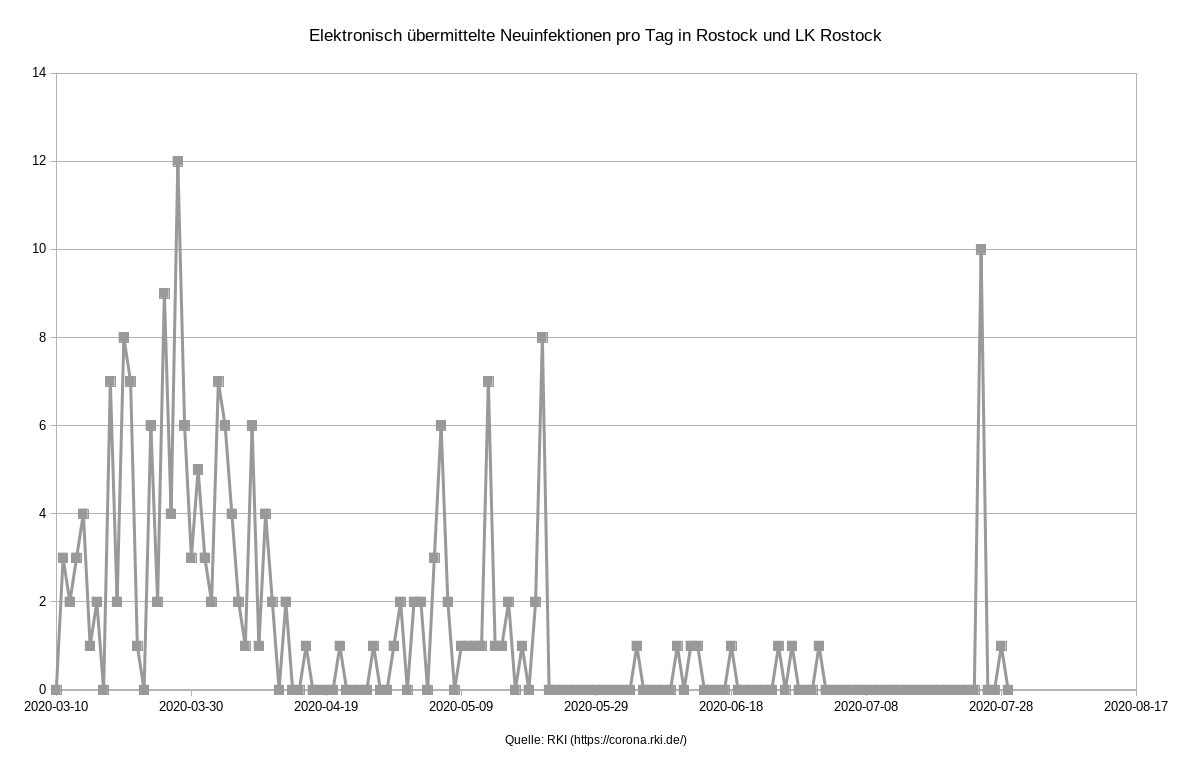 Elektronisch übermittelte Neuinfektionen pro Tag in Rostock und LK Rostock
14
12
10
8
6
4
2
0
2020-03-10 2020-03-30 2020-04-19 2020-05-09 2020-05-29 2020-06-18 2020-07-08 2020-07-28 2020-08-17
Quelle: RKI (https://corona.rki.de/)